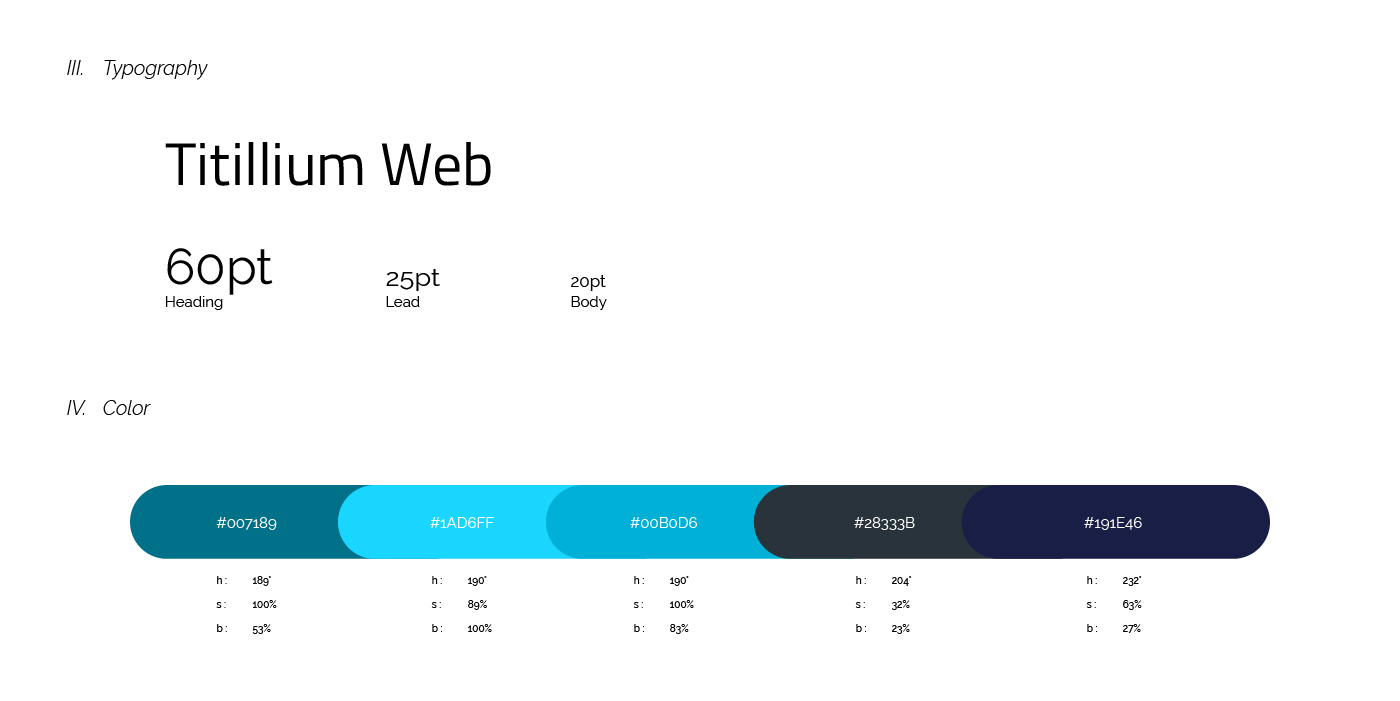 III. Typography
Titillium Web
60pt 25pt 20pt
Heading Lead Body
IV. Color
#007189 #1AD6FF #00B0D6 #28333B #191E46
h : 189° h : 190° h : 190° h : 204° h : 232°
s : 100% s : 89% s : 100% s : 32% s : 63%
b : 53% b : 100% b : 83% b : 23% b : 27%